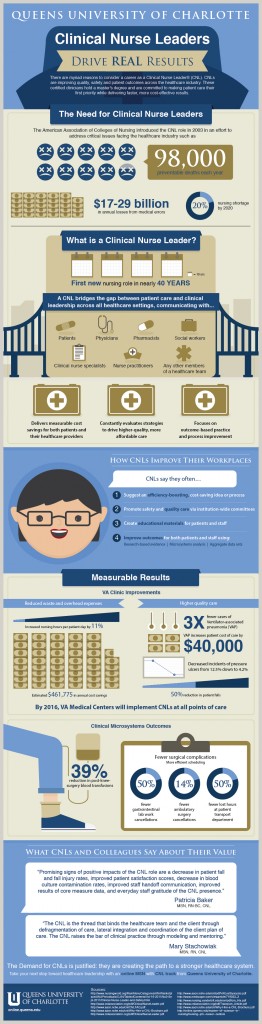 QUEENS UNIVERSITY OF CHARLOTTE
Clinical Nurse Leaders
DRIVE REAL RESULTS
There are myriad reasons to consider a career as a Clinical Nurse Leader® (CNL). CNLs
are improving quality, safety and patient outcomes across the healthcare industry. These
certified clinicians hold a master's degree and are committed to making patient care their
first priority while delivering faster, more cost-effective results.
The Need for Clinical Nurse Leaders
The American Association of Colleges of Nursing introduced the CNL role in 2003 in an effort to
address critical issues facing the healthcare industry such as
98,000
preventable deaths each year
$17-29 billion
in annual losses from medical errors
20%
nursing shortage
by 2020
What is a Clinical Nurse Leader?
First new nursing role in nearly 40 YEARS
A CNL bridges the gap between patient care and clinical
leadership across all healthcare settings, communicating with...
Patients
Physicians
Pharmacists
Social workers
Clinical nurse specialists
Nurse practitioners
Any other members
of a healthcare team
Delivers measurable cost
savings for both patients and
their healthcare providers
Constantly evaluates strategies
to drive higher-quality, more
affordable care
Focuses on
outcome-based practice
and process improvement
HOW CNLS IMPROVE THEIR WORKPLACES
CNLs say they often...
1 Suggest an efficiency-boosting, cost-saving idea or process
2 Promote safety and quality care via institution-wide committees
3 Create educational materials for patients and staff
4 Improve outcomes for both patients and staff using:
Measurable Results
VA Clinic Improvements
Reduced assets and overhead expenses
Higher quality care
Increased nursing hours per patient day by 11%
Estimated $461,775 in annual savings
3X
fewer cases of
Ventilator-associated
pneumonia (VAP)
VAP increases patient cost of care by
$40,000
Decreased incidents of pressure
ulcers from 12.5% down to 4.2%
50% reduction in patient falls
By 2016, VA Medical Centers will implement CNLs at all points of care
Clinical Microsystems Outcomes
39%
reduction in post-knee
surgery blood transfusions
Fewer surgical complications
More efficient scheduling
50%
14%
50%
fewer
gastrointestinal
lab work
cancellations
fewer
ambulatory
surgery
cancellations
fewer lost hours at
patient
transport
department
WHAT CNLS AND COLLEAGUES SAY ABOUT THEIR VALUE
"Promising signs of positive impacts of the CNL role are a decrease in patient fall
and fall injury rates, improved patient satisfaction scores, decrease in blood
culture contamination rates, improved staff handoff communication, improved
results of core measure data, and everyday staff gratitude of the CNL presence."
Patricia Baker
MSN, RN BC, CNL
"The CNL is the thread that binds the healthcare team and the client through
defragmentation of care, lateral integration and coordination of the client plan of
care. The CNL raises the bar of clinical practice through modeling and mentoring."
Mary Stachowiak
MSN, RN, CNL
The Demand for CNLs is justified: they are creating the path to a stronger healthcare system.
Take your next step toward healthcare leadership with an online MSN with CNL track from Queens University of Charlotte.
QUEENS UNIVERSITY
OF CHARLOTTE
online.queens.edu
Sources: